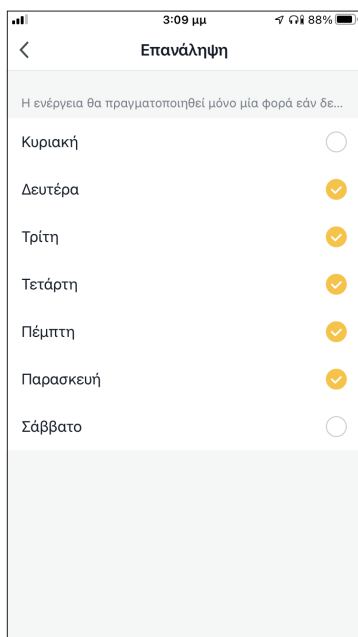 3:09 μμ
88%
Επανάληψη
Η ενέργεια θα πραγματοποιηθεί μόνο μία φορά εάν δε...
Κυριακή
Δευτέρα
Τρίτη
Τετάρτη
Πέμπτη
Παρασκευή
Σάββατο